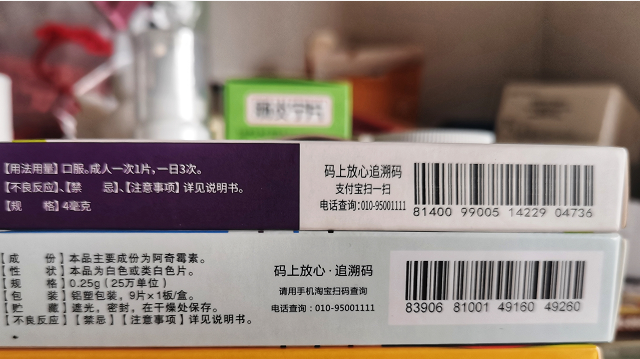 【用法用量】口服。成人一次1片,一日3次。
【不良反应】、【禁 忌】、【注意事项】详见说明书。
【规 格】4毫克
码上放心追溯码
支付宝扫一扫
电话查询:010-95001111
81400 99005 14229 04736
【成 份】本品主要成份为阿奇霉素。
【性 状】本品为白色或类白色片。
【规 格】0.25g(25万单位)
【包 装】铝塑包装,9片×1板/盒。
【贮 藏】遮光,密封,在干燥处保存。
【不良反应】【禁忌】【注意事项】详见说明书。
码上放心·追溯码
请用手机淘宝扫码查询
电话查询:010-95001111
83906 81001 49160 49260